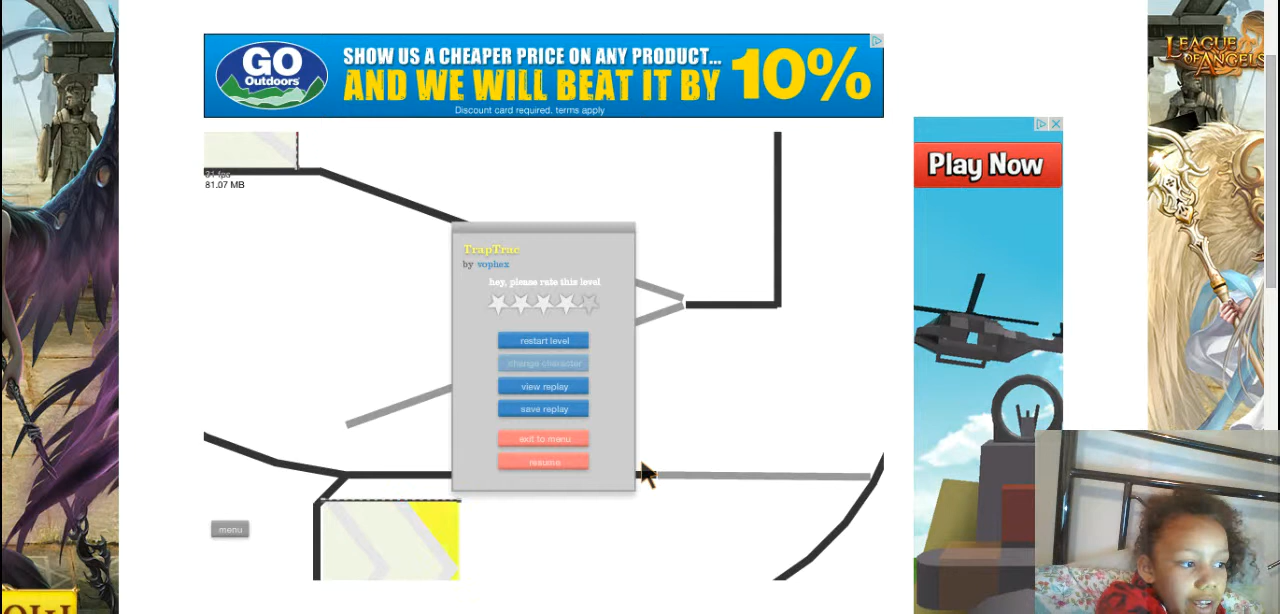 GO
Outdoors
SHOW US A CHEAPER PRICE ON ANY PRODUCT...
AND WE WILL BEAT IT BY 10%
Discount card required. terms apply
LEAGUE
OF ANGELS
Play Now
31 fps
81.07 MB
TrapTrac
by vophex
hey, please rate this level
restart level
change character
view replay
save replay
exit to menu
resume
menu